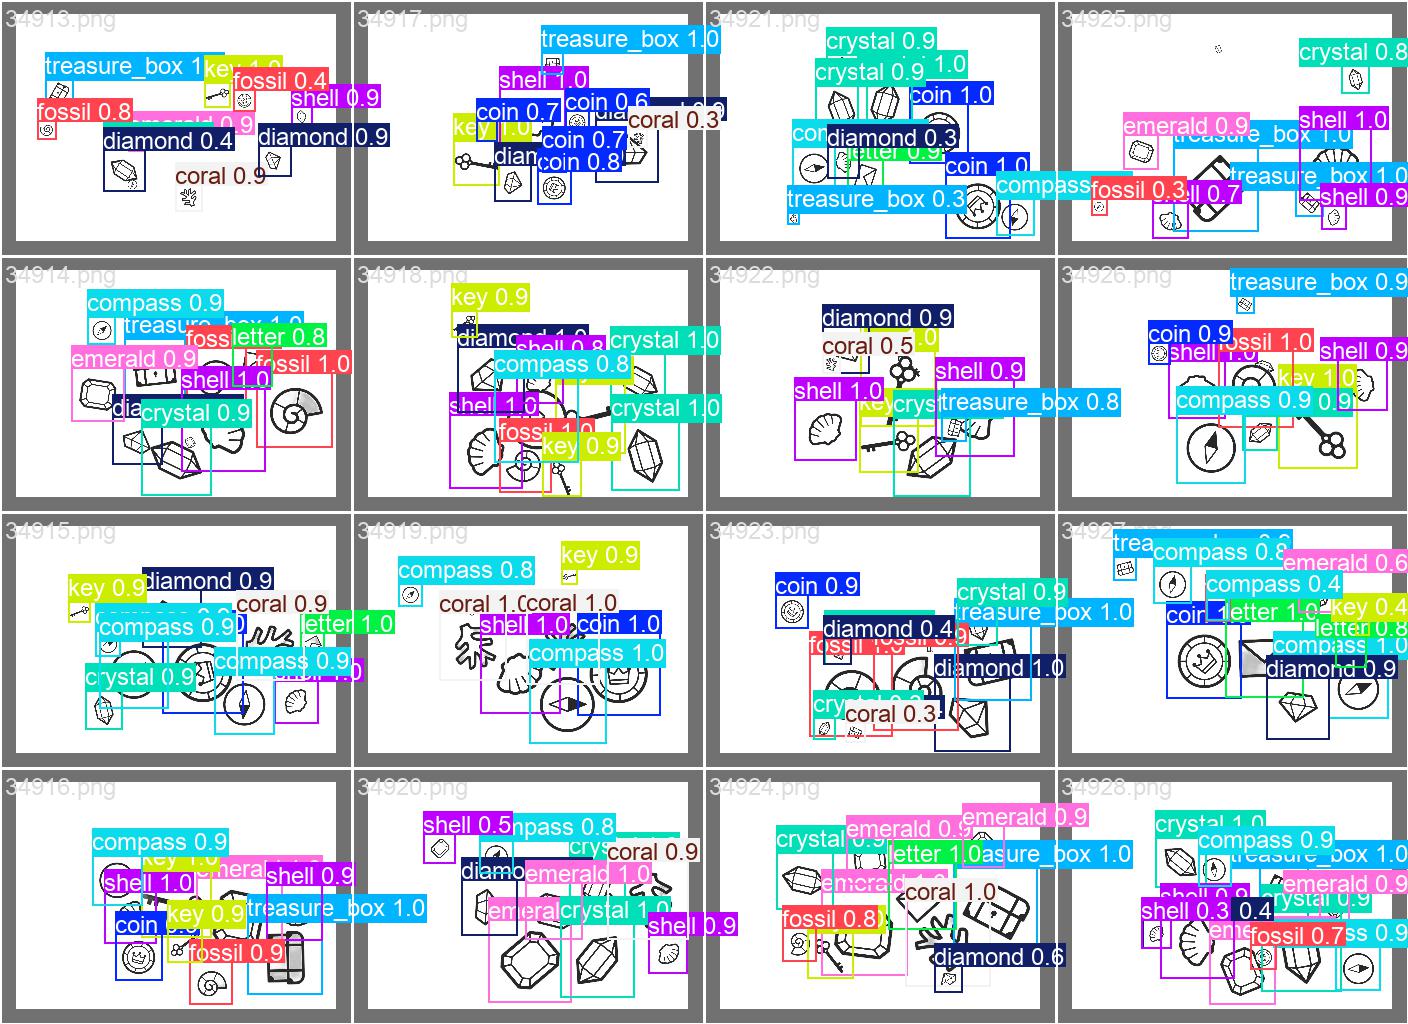 34913.png
treasure_box 1
key 1.0
fossil 0.4
shell 0.9
fossil 0.8
emerald 0.9
diamond 0.4
diamond 0.9
coral 0.9
34917.png
treasure_box 1.0
shell 1.0
coin 0.7
coin 0.6
coral 0.3
key 1.0
coin 0.7
diam
coin 0.8
34921.png
crystal 0.9
crystal 0.9
1.0
coin 1.0
com
diamond 0.3
letter 0.9
coin 1.0
compass
treasure_box 0.3
34925.png
crystal 0.8
emerald 0.9
treasure_box 1.0
shell 1.0
treasure_box 1.0
fossil 0.3
shell 0.7
shell 0.9
34914.png
compass 0.9
treasure_box
foss
letter 0.8
emerald 0.9
fossil 1.0
shell 1.0
dia
crystal 0.9
34918.png
key 0.9
diamond 1.0
shell 0.8
crystal 1.0
compass 0.8
shell 1.0
crystal 1.0
fossil 1.0
key 0.9
34922.png
diamond 0.9
1.0
coral 0.5
shell 0.9
shell 1.0
key
crys
treasure_box 0.8
34926.png
treasure_box 0.9
coin 0.9
shell 1.0
fossil 1.0
shell 0.9
key 1.0
compass 0.9
0.9
34915.png
diamond 0.9
key 0.9
coral 0.9
compass 0.9
letter 1.0
compass 0.9
crystal 0.9
shell 1.0
34919.png
key 0.9
compass 0.8
coral 1.0
coral 1.0
shell 1.0
coin 1.0
compass 1.0
34923.png
coin 0.9
crystal 0.9
treasure_box 1.0
diamond 0.4
fossil 1.0
fossil 0.9
diamond 1.0
crystal 0.3
coral 0.3
34927.png
treasure_box 0.9
compass 0.8
emerald 0.6
compass 0.4
coin
letter 1.0
key 0.4
letter 0.8
compass 1.0
diamond 0.9
34916.png
compass 0.9
key 1.0
emerald 1.0
shell 1.0
shell 0.9
coin
key 0.9
treasure_box 1.0
fossil 0.9
34920.png
shell 0.5
mpass 0.8
crys
coral 0.9
diamo
emerald 1.0
emeral
crystal 1.0
shell 0.9
34924.png
emerald 0.9
crystal
emerald 0.9
letter 1.0
asure_box 1.0
emerald 1.0
coral 1.0
fossil 0.8
diamond 0.6
34928.png
crystal 1.0
compass 0.9
treasure_box 1.0
emerald 0.9
shell 0.9
crystal 0.9
shell 0.3
0.4
eme
fossil 0.7
ss 0.9